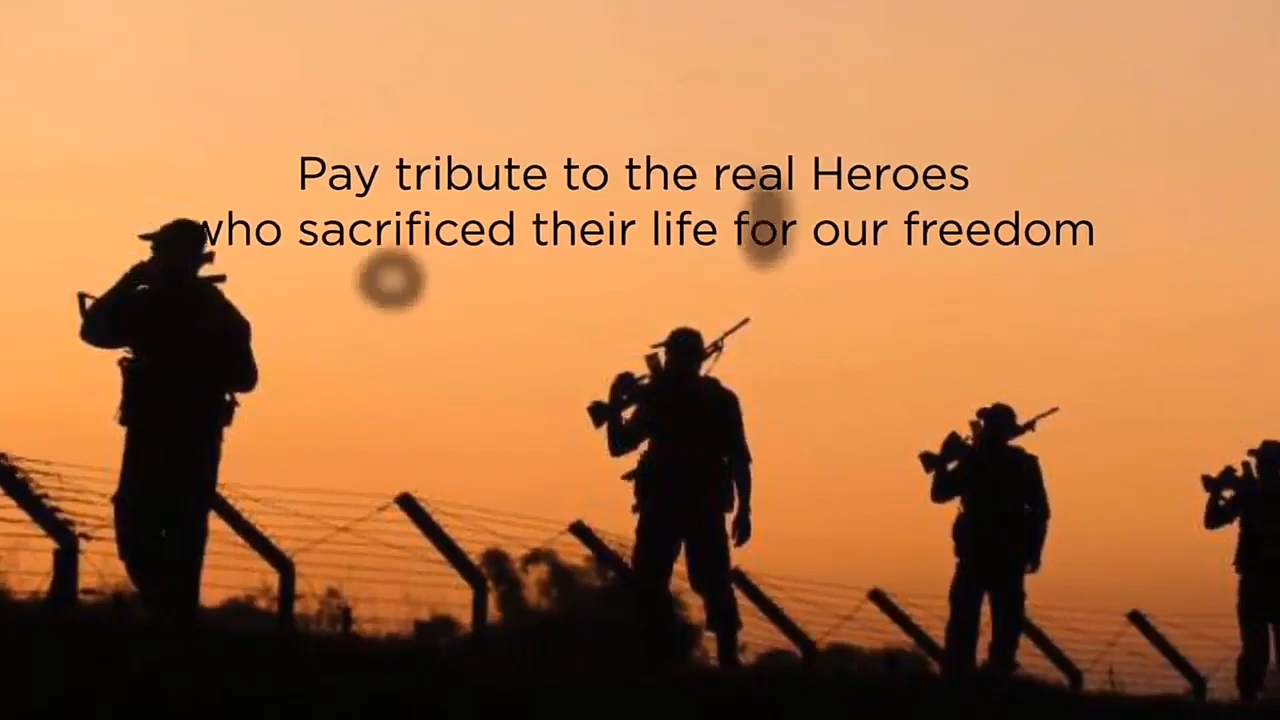 Pay tribute to the real Heroes
who sacrificed their life for our freedom